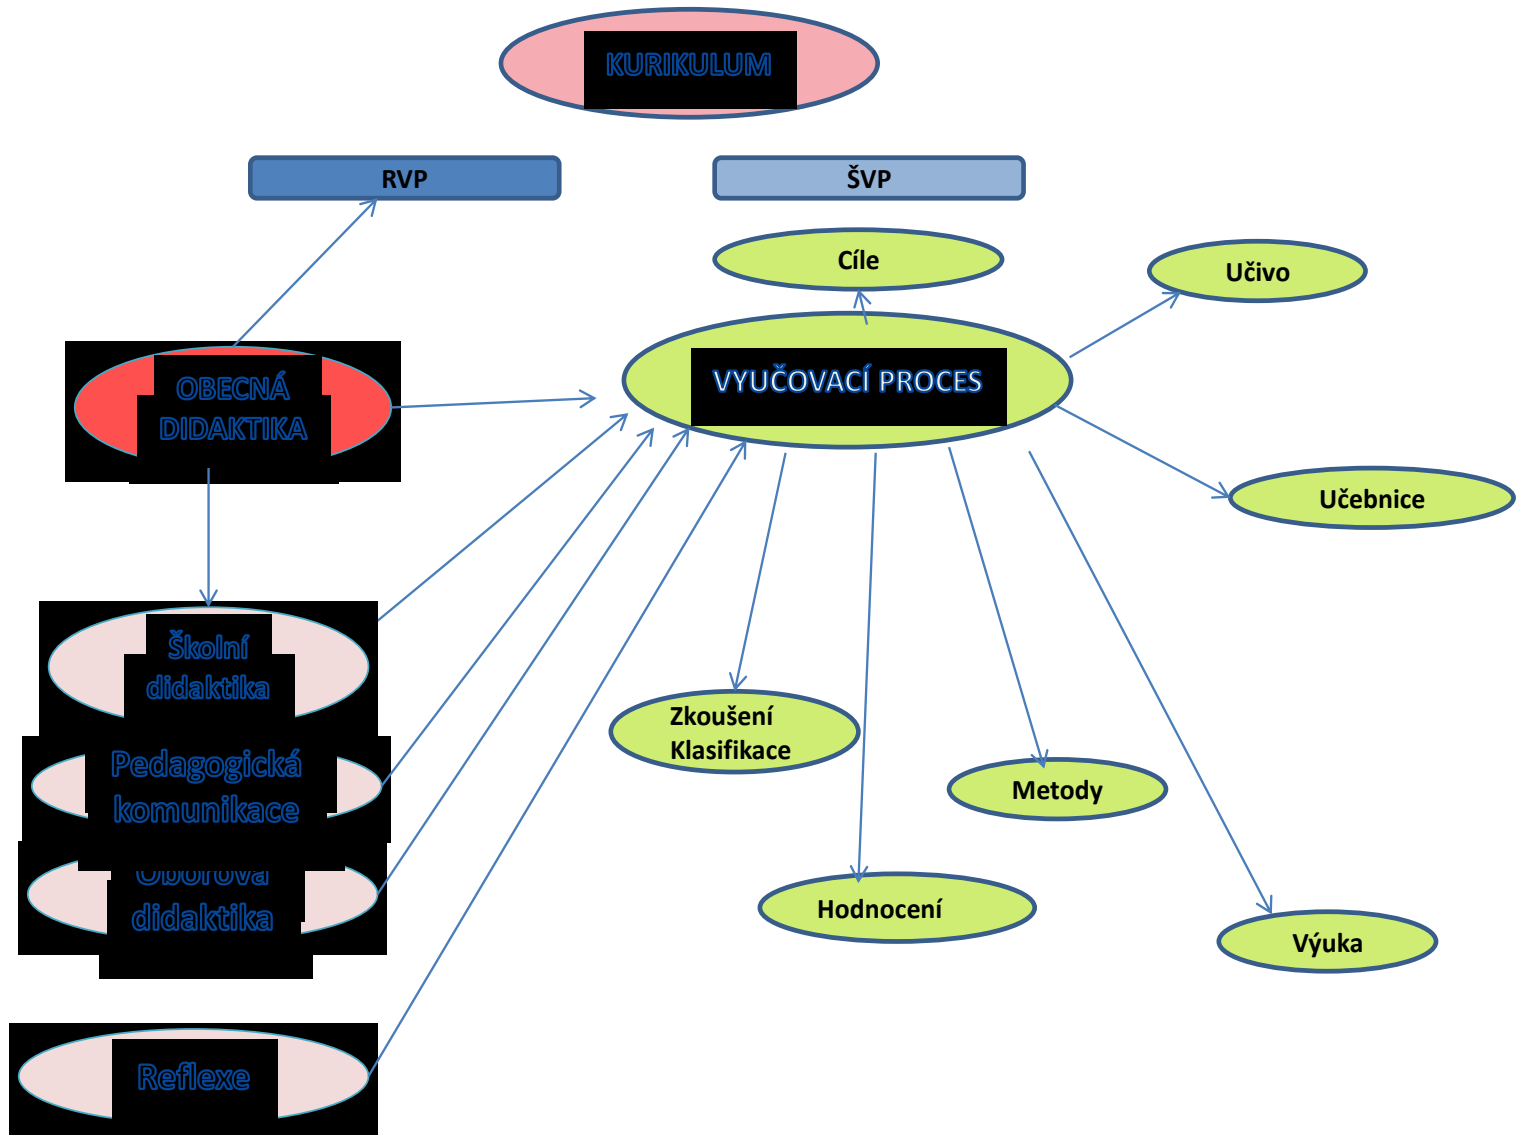 KURIKULUM
RVP
ŠVP
Cíle
Učivo
OBECNÁ
DIDAKTIKA
VYUČOVACÍ PROCES
Učebnice
Školní
didaktika
Zkoušení
Klasifikace
Pedagogická
komunikace
Metody
Oborová
didaktika
Hodnocení
Výuka
Reflexe